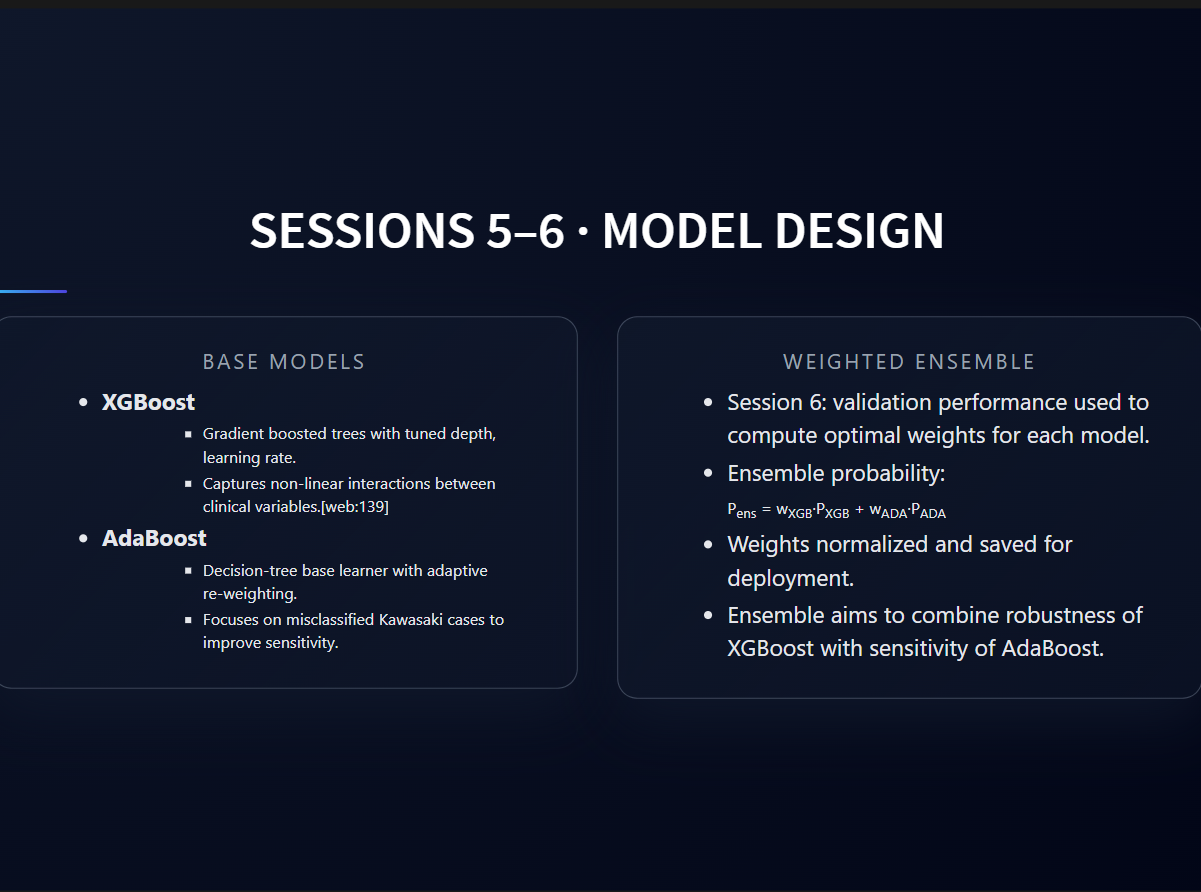 SESSIONS 5–6 · MODEL DESIGN
BASE MODELS
• XGBoost
▪ Gradient boosted trees with tuned depth,
learning rate.
▪ Captures non-linear interactions between
clinical variables.[web:139]
• AdaBoost
▪ Decision-tree base learner with adaptive
re-weighting.
▪ Focuses on misclassified Kawasaki cases to
improve sensitivity.
WEIGHTED ENSEMBLE
• Session 6: validation performance used to
compute optimal weights for each model.
• Ensemble probability:
Pens = wXGB·PXGB + wADA·PADA
• Weights normalized and saved for
deployment.
• Ensemble aims to combine robustness of
XGBoost with sensitivity of AdaBoost.